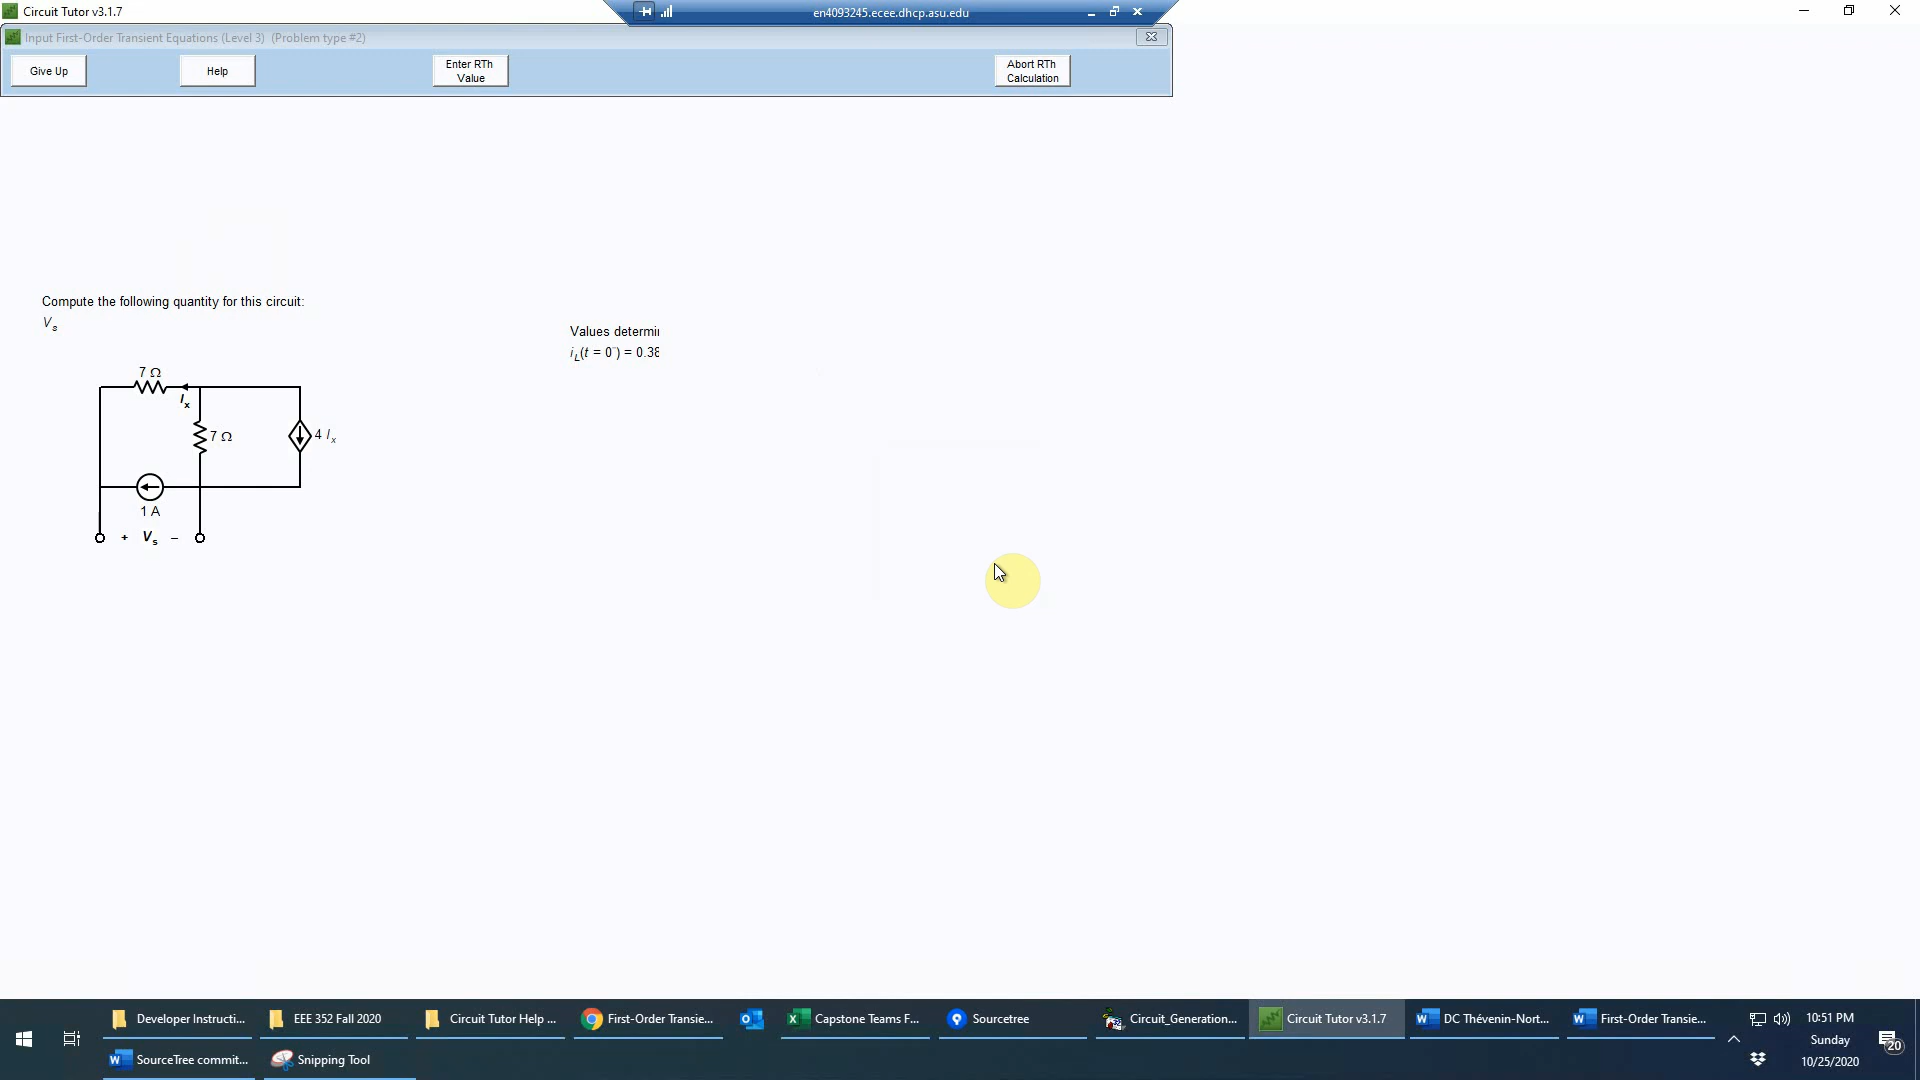 Circuit Tutor v3.1.7
en4093245.ecee.dhcp.asu.edu
Input First-Order Transient Equations (Level 3) (Problem type #2)
Give Up
Help
Enter RTh
Value
Abort RTh
Calculation
Compute the following quantity for this circuit:
Vs
Values determin
iL(t = 0⁻) = 0.38
7 Ω
Ix
7 Ω
4 Ix
1 A
+ Vs –
Developer Instructi...
EEE 352 Fall 2020
Circuit Tutor Help ...
First-Order Transie...
Capstone Teams F...
Sourcetree
Circuit_Generation...
Circuit Tutor v3.1.7
DC Thévenin-Nort...
First-Order Transie...
10:51 PM
Sunday
10/25/2020
20
SourceTree commit...
Snipping Tool